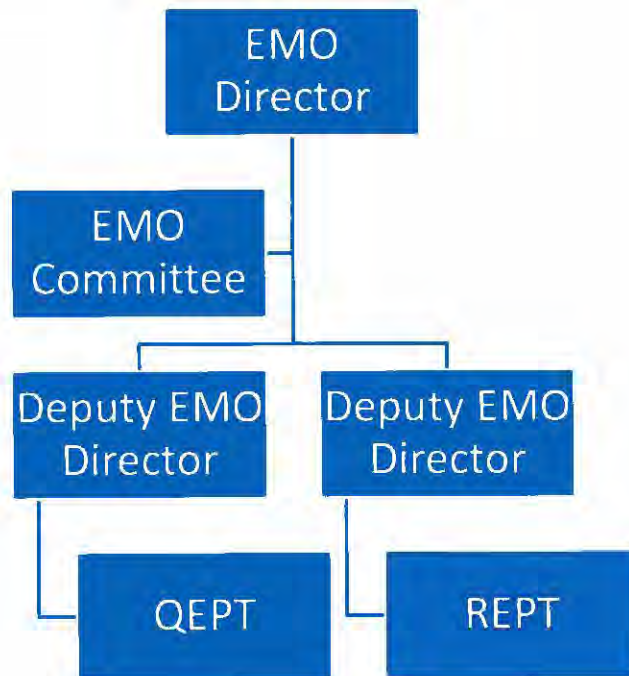 EMO
Director
EMO
Committee
Deputy EMO
Director
Deputy EMO
Director
QEPT
REPT